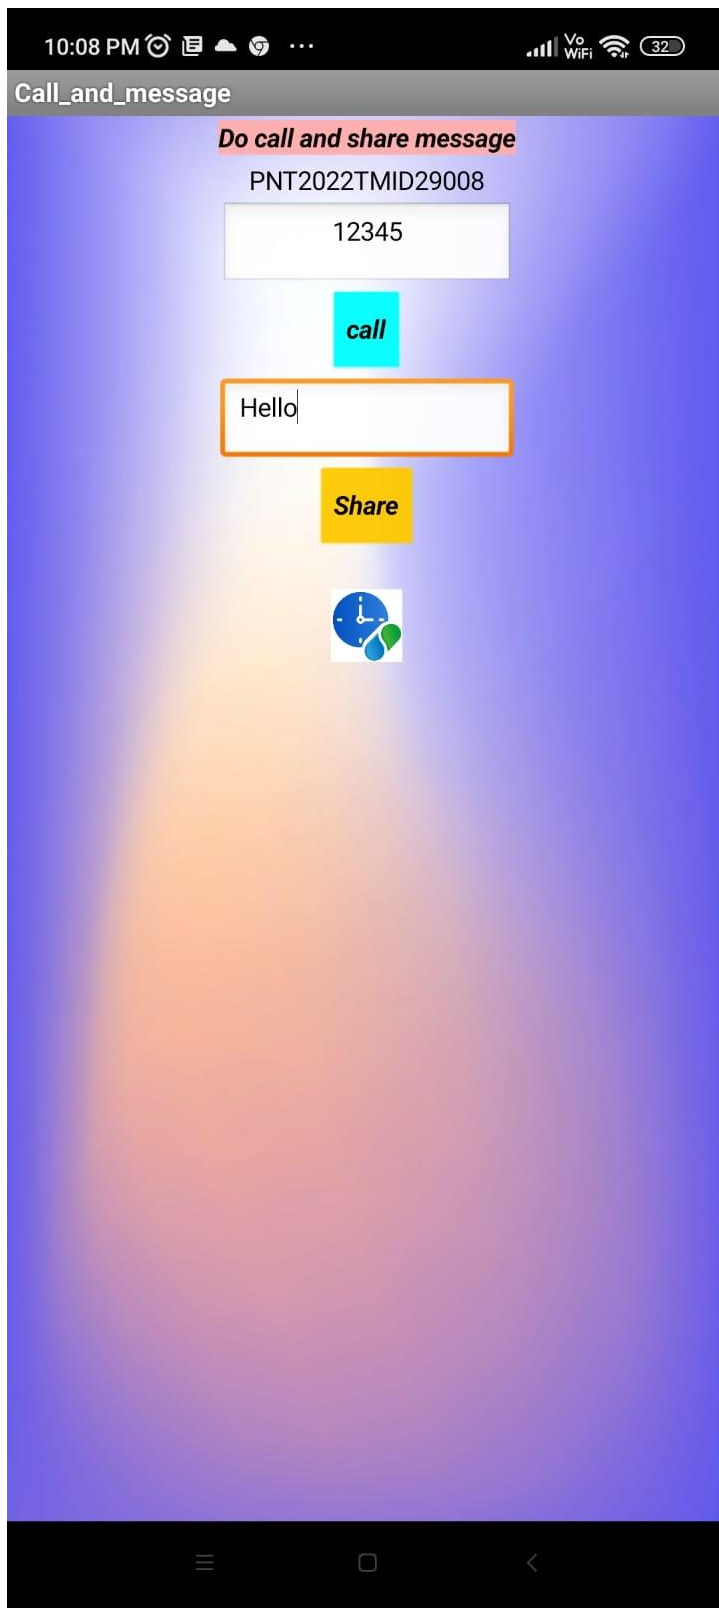 10:08 PM
Vo
WiFi
32
Call_and_message
Do call and share message
PNT2022TMID29008
12345
call
Hello
Share